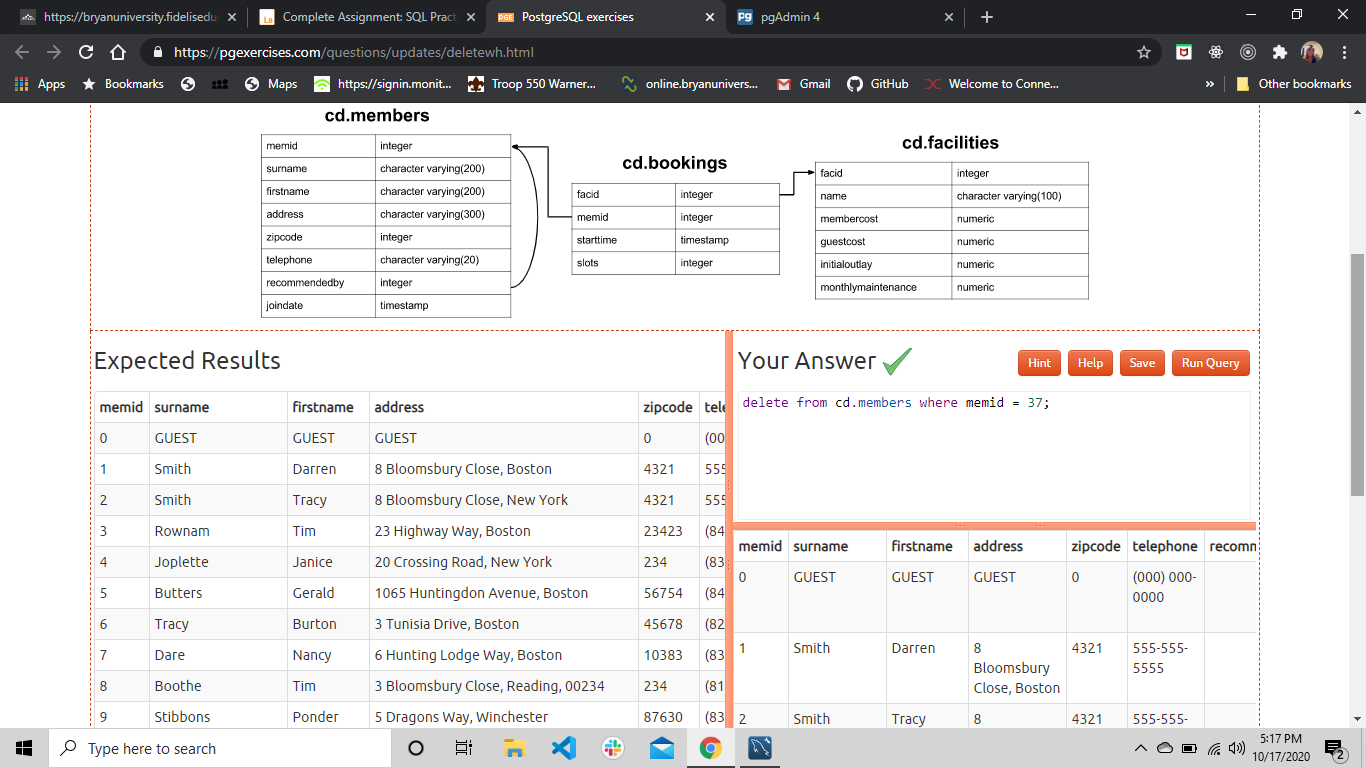 https://bryanuniversity.fidelisedu
Complete Assignment: SQL Pract
PostgreSQL exercises
pgAdmin 4
https://pgexercises.com/questions/updates/deletewh.html
Apps Bookmarks Maps https://signin.monit... Troop 550 Warner... online.bryanunivers... Gmail GitHub Welcome to Conne... » Other bookmarks
cd.members
memid integer
surname character varying(200)
firstname character varying(200)
address character varying(300)
zipcode integer
telephone character varying(20)
recommendedby integer
joindate timestamp
cd.bookings
facid integer
memid integer
starttime timestamp
slots integer
cd.facilities
facid integer
name character varying(100)
membercost numeric
guestcost numeric
initialoutlay numeric
monthlymaintenance numeric
Expected Results
memid surname firstname address zipcode tele
0 GUEST GUEST GUEST 0 (00
1 Smith Darren 8 Bloomsbury Close, Boston 4321 555
2 Smith Tracy 8 Bloomsbury Close, New York 4321 555
3 Rownam Tim 23 Highway Way, Boston 23423 (84
4 Joplette Janice 20 Crossing Road, New York 234 (83
5 Butters Gerald 1065 Huntingdon Avenue, Boston 56754 (84
6 Tracy Burton 3 Tunisia Drive, Boston 45678 (82
7 Dare Nancy 6 Hunting Lodge Way, Boston 10383 (83
8 Boothe Tim 3 Bloomsbury Close, Reading, 00234 234 (81
9 Stibbons Ponder 5 Dragons Way, Winchester 87630 (83
Your Answer
Hint Help Save Run Query
delete from cd.members where memid = 37;
memid surname firstname address zipcode telephone recomm
0 GUEST GUEST GUEST 0 (000) 000-
0000
1 Smith Darren 8 4321 555-555-
Bloomsbury 5555
Close, Boston
2 Smith Tracy 8 4321 555-555-
Type here to search
5:17 PM
10/17/2020
2